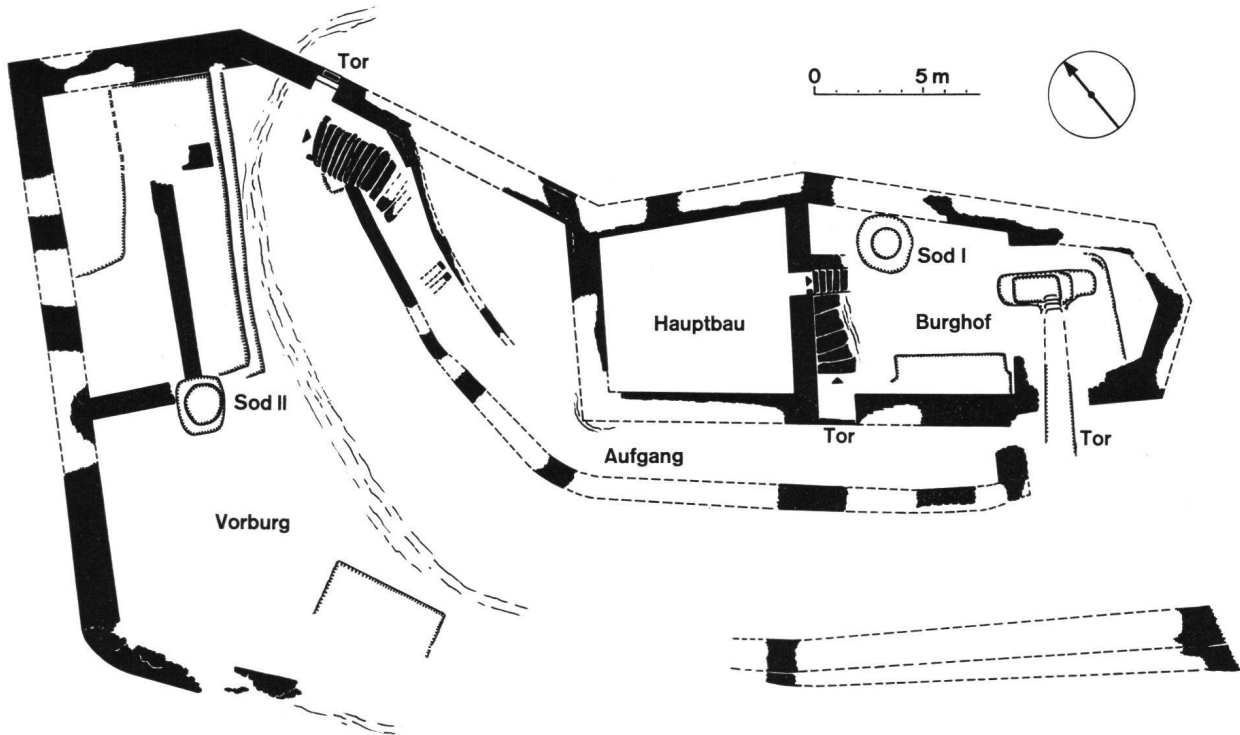 Tor
0 5 m
Sod I
Hauptbau
Burghof
Sod II
Tor
Tor
Aufgang
Vorburg